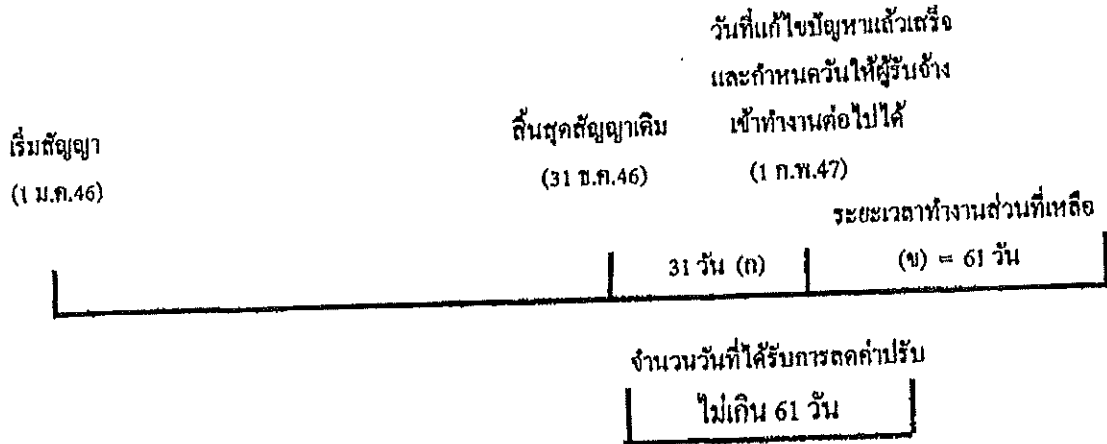 วันที่แก้ไขปัญหาแล้วเสร็จ
และกำหนดวันให้ผู้รับจ้าง
เข้าทำงานต่อไปได้
(1 ก.พ.47)
เริ่มสัญญา
(1 ม.ค.46)
สิ้นสุดสัญญาเดิม
(31 ธ.ค.46)
ระยะเวลาทำงานส่วนที่เหลือ
31 วัน (ก)
(ข) = 61 วัน
จำนวนวันที่ได้รับการลดค่าปรับ
ไม่เกิน 61 วัน